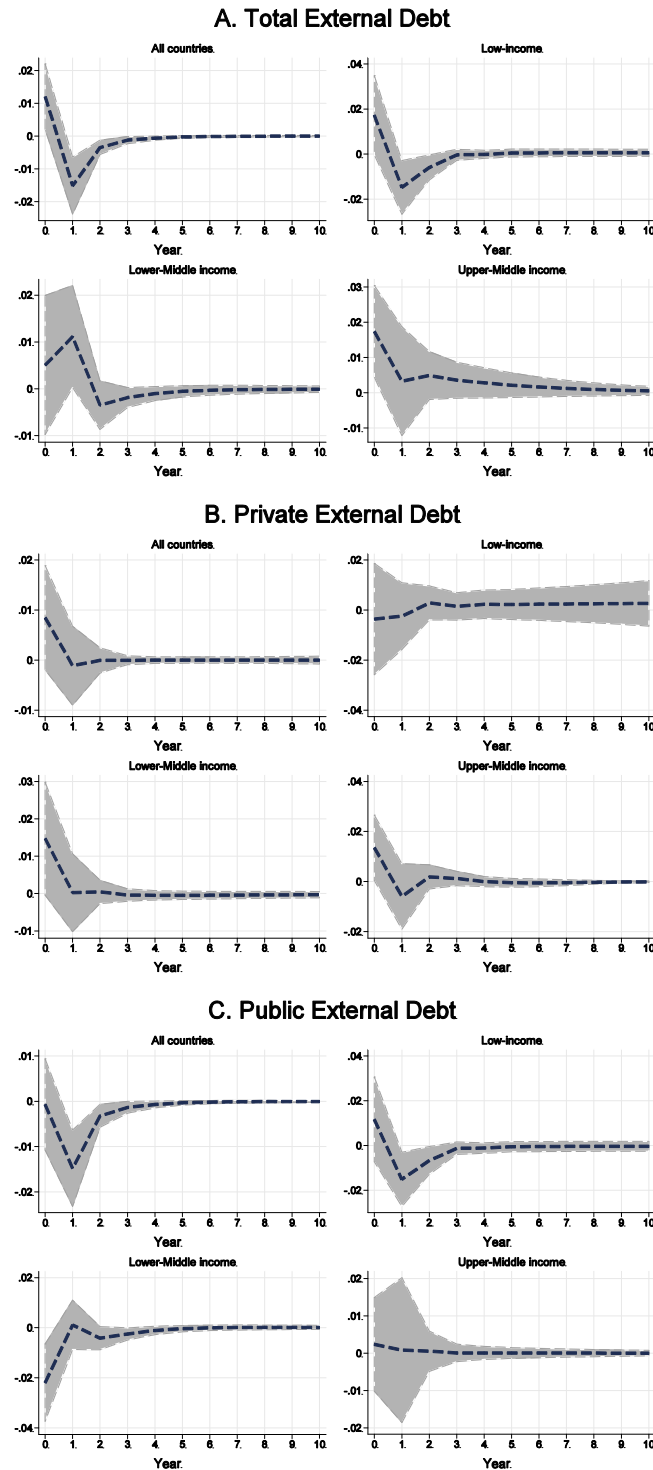 A. Total External Debt
All countries.
.02.
.01.
0.
-.01.
-.02.
0. 1. 2. 3. 4. 5. 6. 7. 8. 9. 10.
Year.
Low-income.
.04.
.02.
0.
-.02.
0. 1. 2. 3. 4. 5. 6. 7. 8. 9. 10.
Year.
Lower-Middle income.
.02.
.01.
0.
-.01.
0. 1. 2. 3. 4. 5. 6. 7. 8. 9. 10.
Year.
Upper-Middle income.
.03.
.02.
.01.
0.
-.01.
0. 1. 2. 3. 4. 5. 6. 7. 8. 9. 10.
Year.
B. Private External Debt
All countries.
.02.
.01.
0.
-.01.
0. 1. 2. 3. 4. 5. 6. 7. 8. 9. 10.
Year.
Low-income.
.02.
0.
-.02.
-.04.
0. 1. 2. 3. 4. 5. 6. 7. 8. 9. 10.
Year.
Lower-Middle income.
.03.
.02.
.01.
0.
-.01.
0. 1. 2. 3. 4. 5. 6. 7. 8. 9. 10.
Year.
Upper-Middle income.
.04.
.02.
0.
-.02.
0. 1. 2. 3. 4. 5. 6. 7. 8. 9. 10.
Year.
C. Public External Debt
All countries.
.01.
0.
-.01.
-.02.
0. 1. 2. 3. 4. 5. 6. 7. 8. 9. 10.
Year.
Low-income.
.04.
.02.
0.
-.02.
0. 1. 2. 3. 4. 5. 6. 7. 8. 9. 10.
Year.
Lower-Middle income.
.02.
0.
-.02.
-.04.
0. 1. 2. 3. 4. 5. 6. 7. 8. 9. 10.
Year.
Upper-Middle income.
.02.
.01.
0.
-.01.
-.02.
0. 1. 2. 3. 4. 5. 6. 7. 8. 9. 10.
Year.